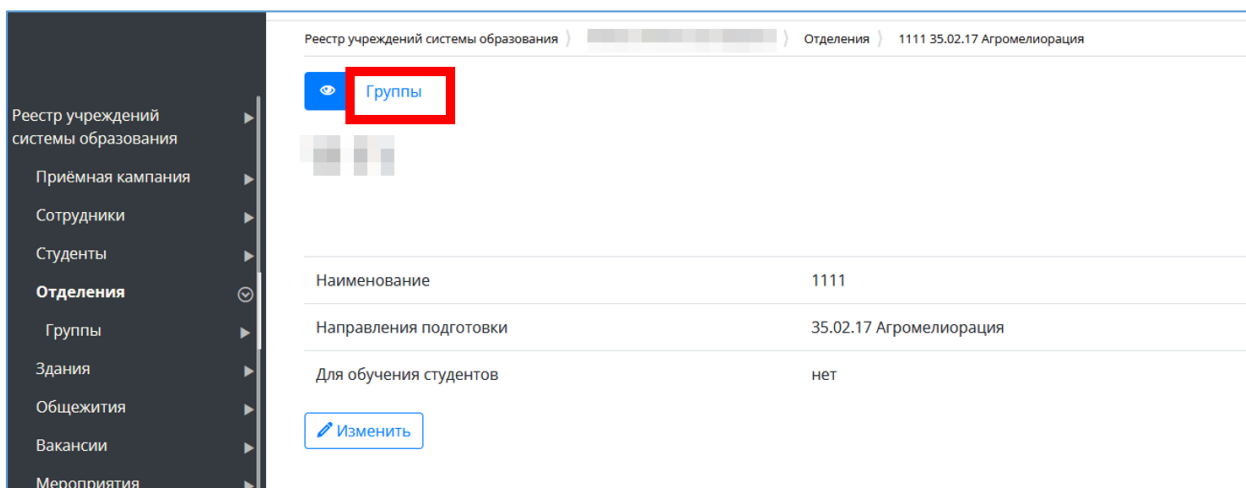 Реестр учреждений системы образования
Отделения
1111 35.02.17 Агромелиорация
Группы
Реестр учреждений
системы образования
Приёмная кампания
Сотрудники
Студенты
Отделения
Группы
Здания
Общежития
Вакансии
Мероприятия
Наименование 1111
Направления подготовки 35.02.17 Агромелиорация
Для обучения студентов нет
Изменить